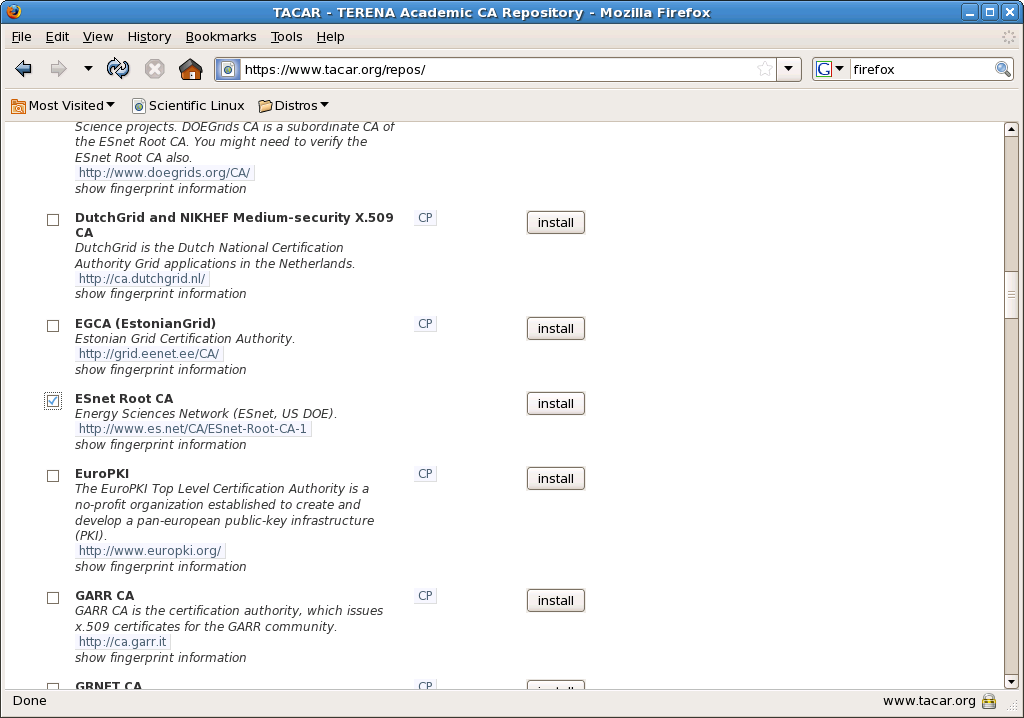 TACAR - TERENA Academic CA Repository - Mozilla Firefox
File Edit View History Bookmarks Tools Help
https://www.tacar.org/repos/
G
firefox
Most Visited Scientific Linux Distros
Science projects. DOEGrids CA is a subordinate CA of
the ESnet Root CA. You might need to verify the
ESnet Root CA also.
http://www.doegrids.org/CA/
show fingerprint information
DutchGrid and NIKHEF Medium-security X.509 CP install
CA
DutchGrid is the Dutch National Certification
Authority Grid applications in the Netherlands.
http://ca.dutchgrid.nl/
show fingerprint information
EGCA (EstonianGrid) CP install
Estonian Grid Certification Authority.
http://grid.eenet.ee/CA/
show fingerprint information
ESnet Root CA install
Energy Sciences Network (ESnet, US DOE).
http://www.es.net/CA/ESnet-Root-CA-1
show fingerprint information
EuroPKI CP install
The EuroPKI Top Level Certification Authority is a
no-profit organization established to create and
develop a pan-european public-key infrastructure
(PKI).
http://www.europki.org/
show fingerprint information
GARR CA CP install
GARR CA is the certification authority, which issues
x.509 certificates for the GARR community.
http://ca.garr.it
show fingerprint information
GRNET CA CP install
Done www.tacar.org